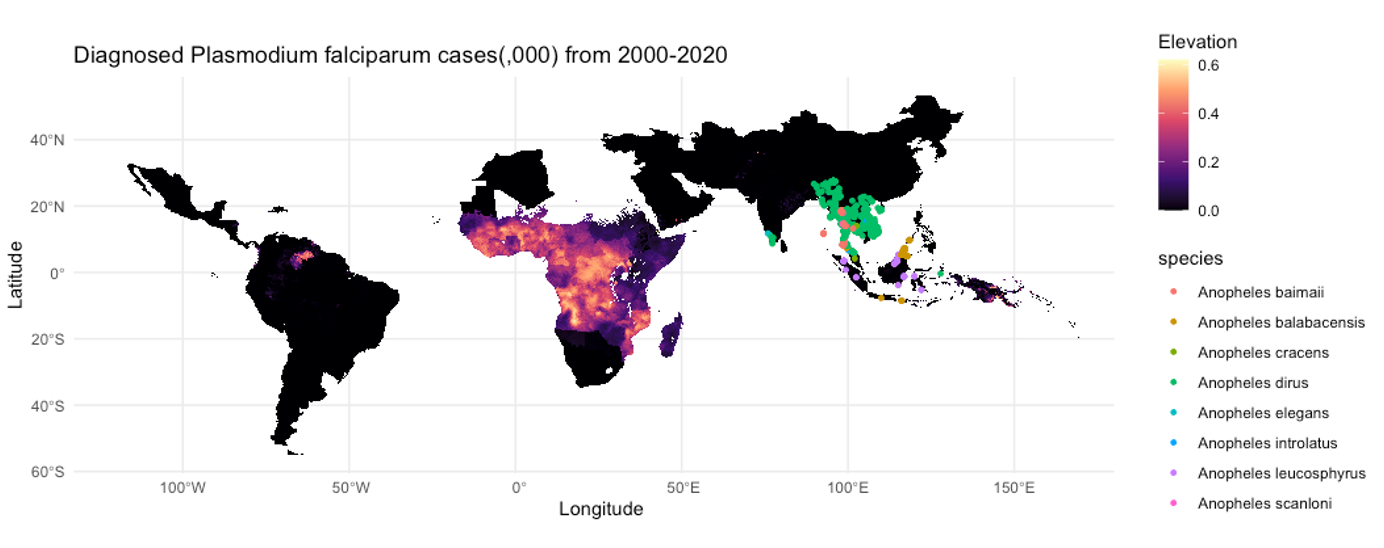 Diagnosed Plasmodium falciparum cases(,000) from 2000-2020
Elevation
0.6
0.4
0.2
0.0
40°N
20°N
0°
20°S
40°S
60°S
Latitude
100°W
50°W
0°
50°E
100°E
150°E
Longitude
species
Anopheles baimaii
Anopheles balabacensis
Anopheles cracens
Anopheles dirus
Anopheles elegans
Anopheles introlatus
Anopheles leucosphyrus
Anopheles scanloni